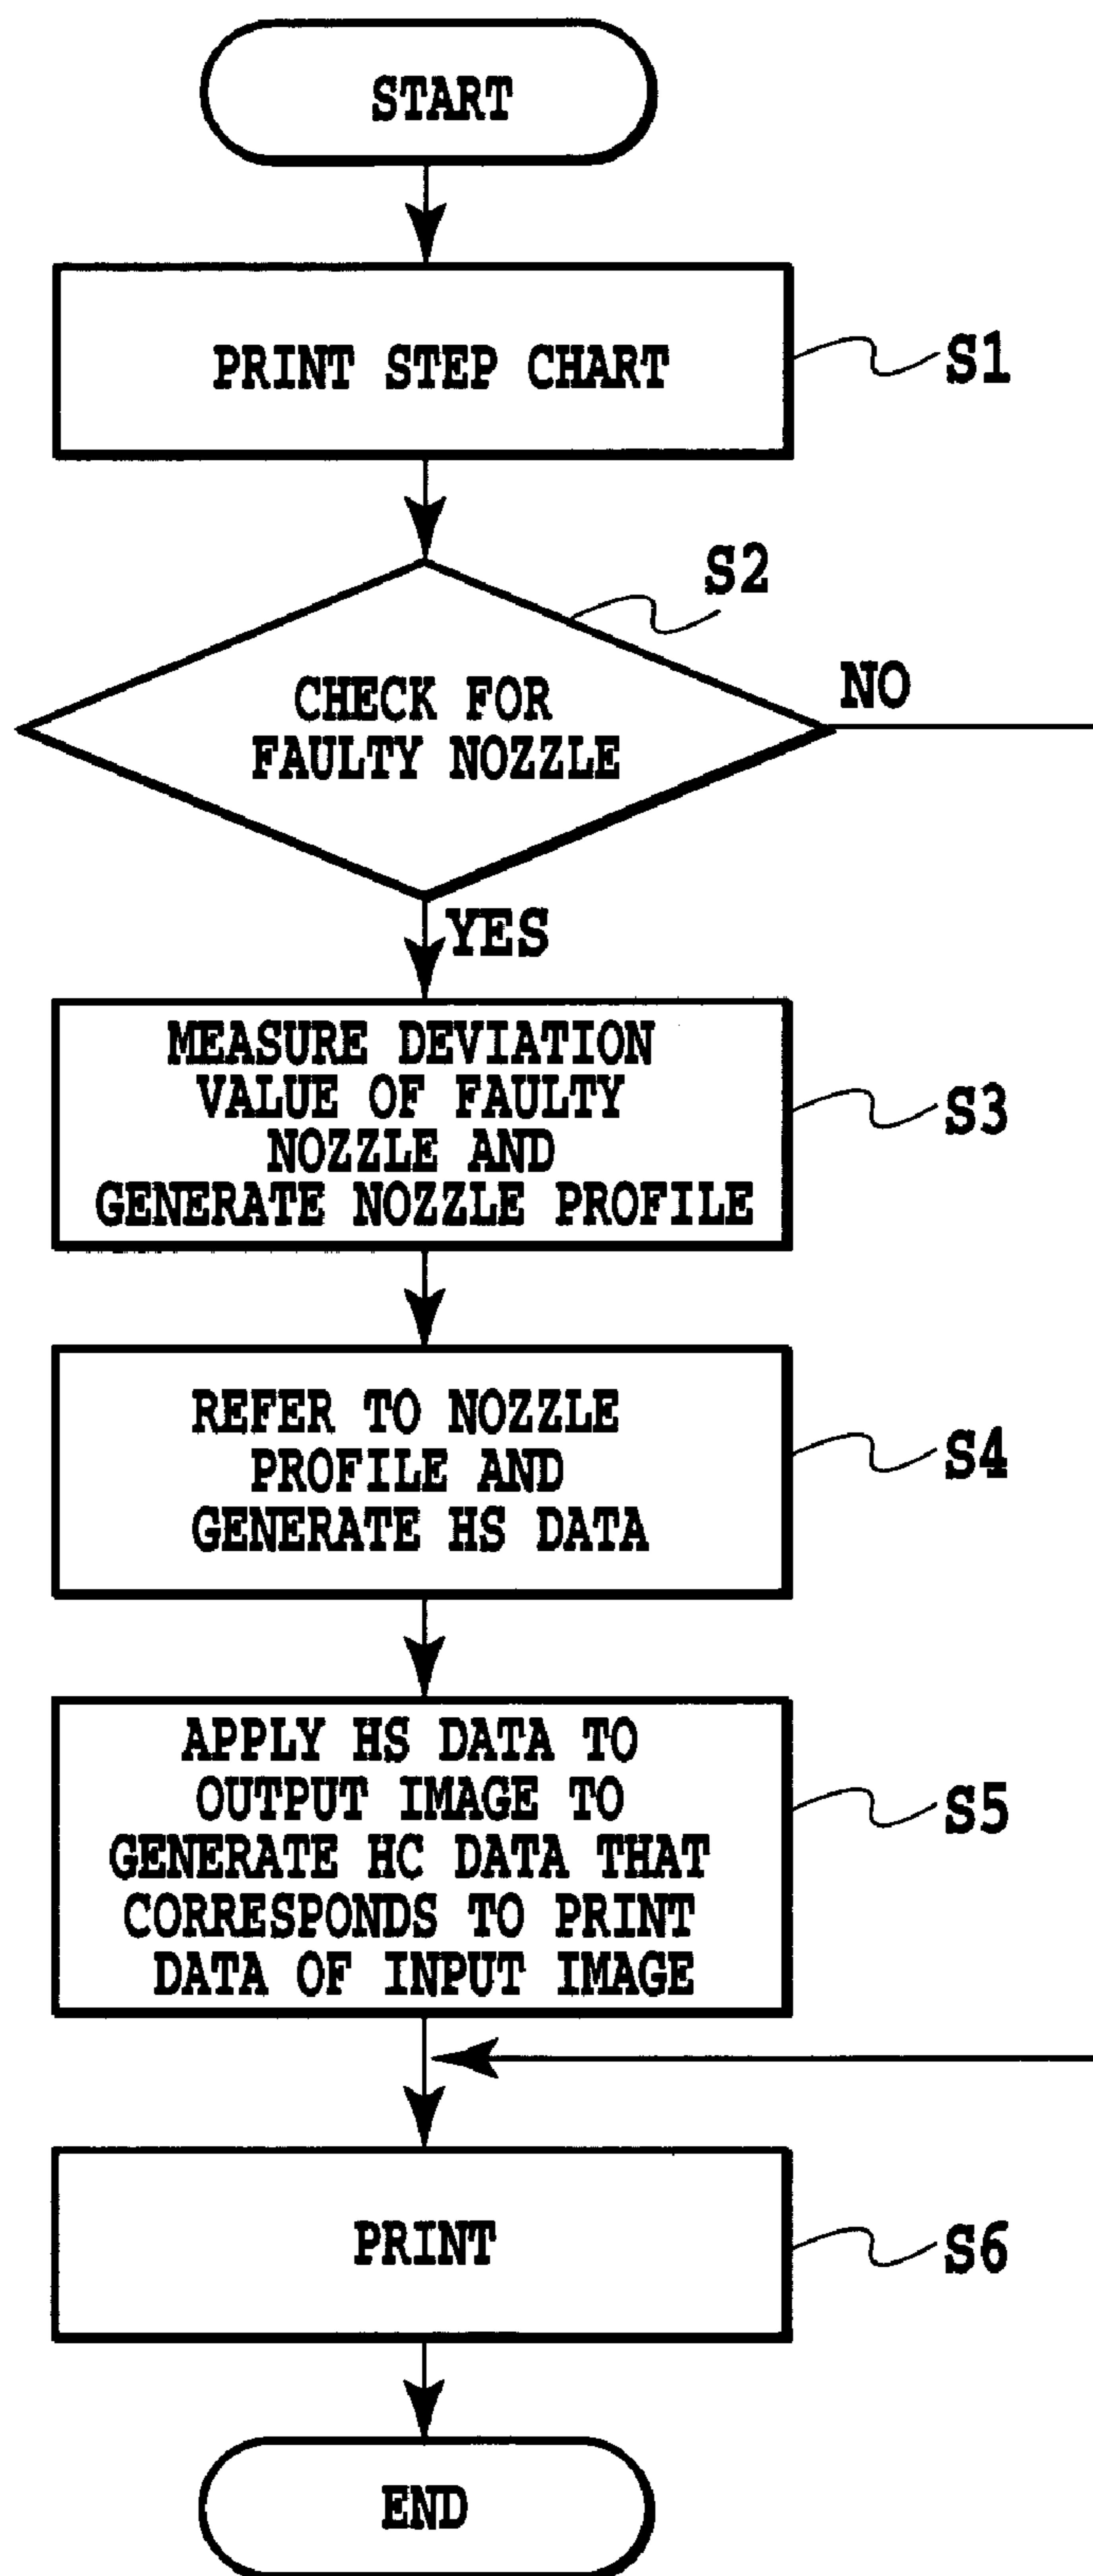 START
PRINT STEP CHART
S1
S2
CHECK FOR
FAULTY NOZZLE
NO
YES
MEASURE DEVIATION
VALUE OF FAULTY
NOZZLE AND
GENERATE NOZZLE PROFILE
S3
REFER TO NOZZLE
PROFILE AND
GENERATE HS DATA
S4
APPLY HS DATA TO
OUTPUT IMAGE TO
GENERATE HC DATA THAT
CORRESPONDS TO PRINT
DATA OF INPUT IMAGE
S5
PRINT
S6
END